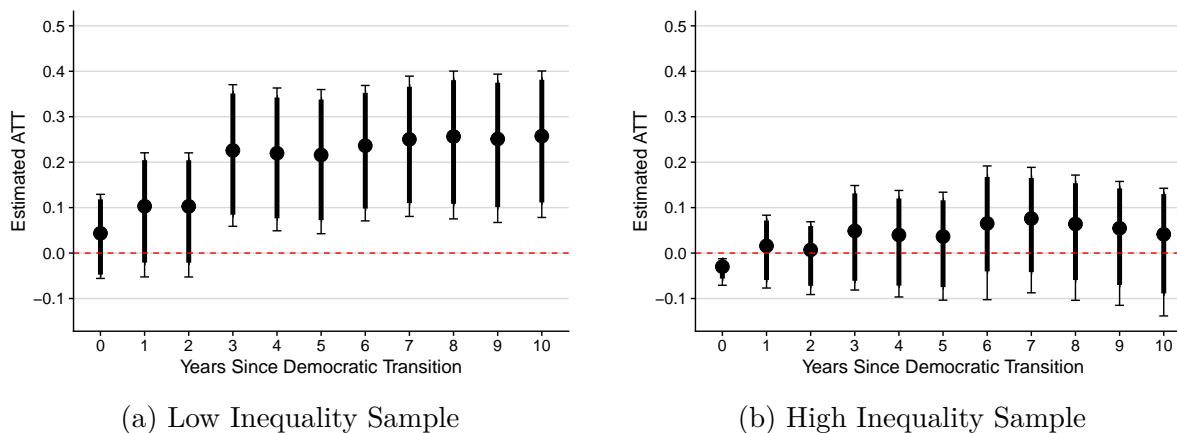 0.5
0.4
0.3
0.2
0.1
0.0
−0.1
Estimated ATT
0 1 2 3 4 5 6 7 8 9 10
Years Since Democratic Transition
(a) Low Inequality Sample
0.5
0.4
0.3
0.2
0.1
0.0
−0.1
Estimated ATT
0 1 2 3 4 5 6 7 8 9 10
Years Since Democratic Transition
(b) High Inequality Sample